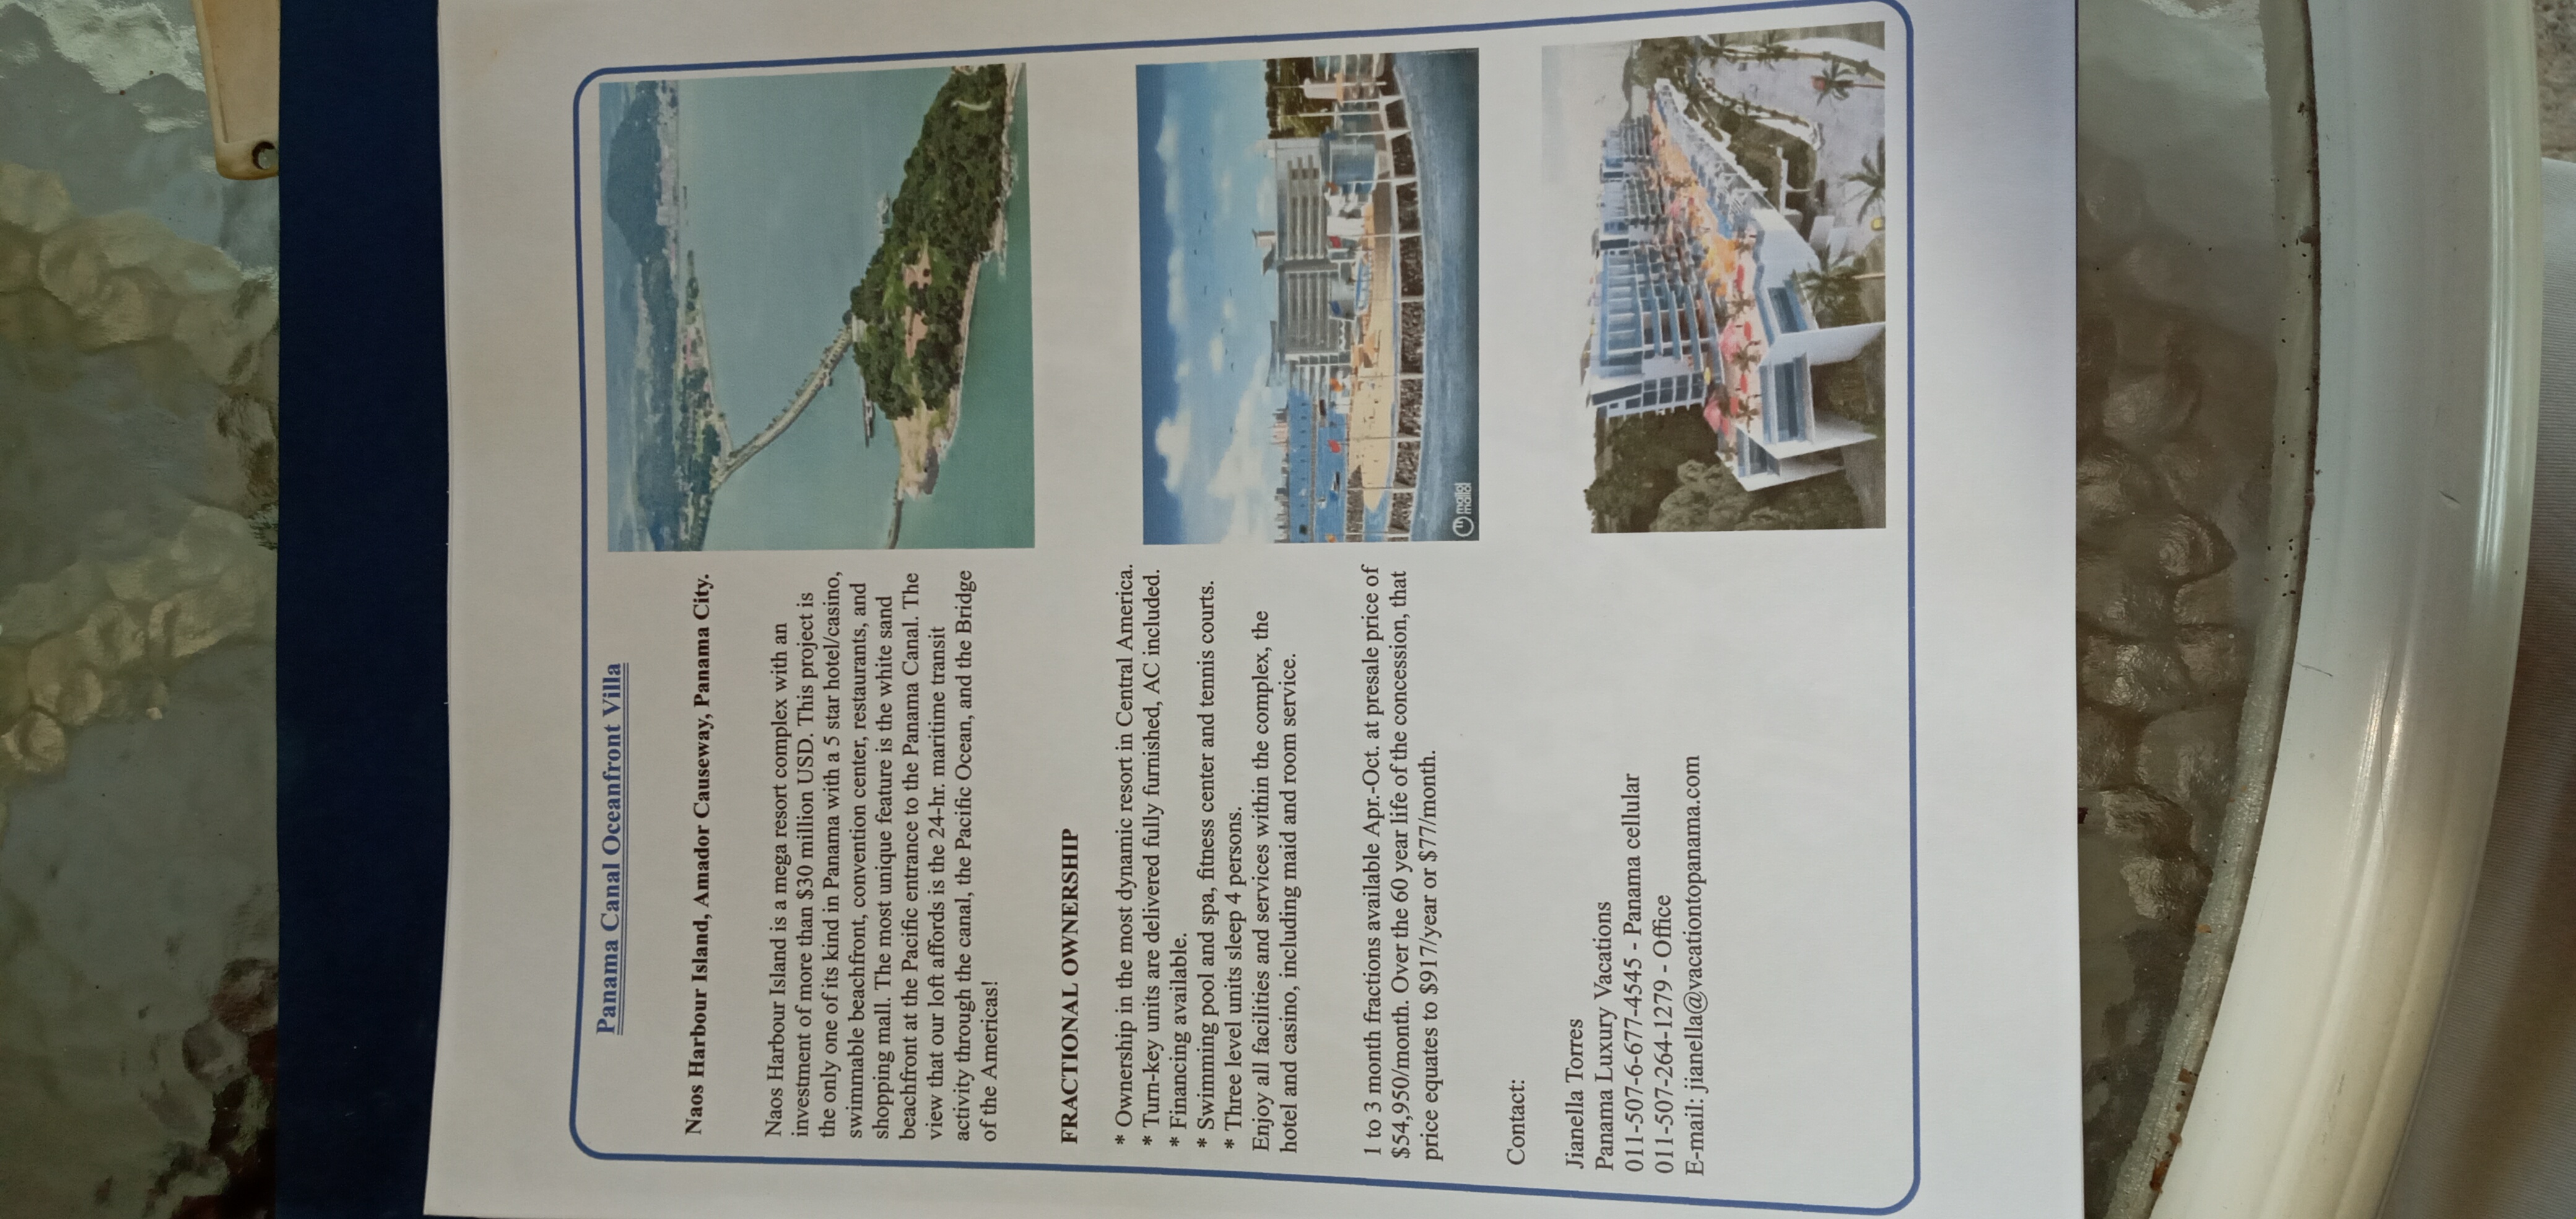 Panama Canal Oceanfront Villa
Naos Harbour Island, Amador Causeway, Panama City.
Naos Harbour Island is a mega resort complex with an
investment of more than $30 million USD. This project is
the only one of its kind in Panama with a 5 star hotel/casino,
swimmable beachfront, convention center, restaurants, and
shopping mall. The most unique feature is the white sand
beachfront at the Pacific entrance to the Panama Canal. The
view that our loft affords is the 24-hr. maritime transit
activity through the canal, the Pacific Ocean, and the Bridge
of the Americas!
FRACTIONAL OWNERSHIP
* Ownership in the most dynamic resort in Central America.
* Turn-key units are delivered fully furnished, AC included.
* Financing available.
* Swimming pool and spa, fitness center and tennis courts.
* Three level units sleep 4 persons.
Enjoy all facilities and services within the complex, the
hotel and casino, including maid and room service.
1 to 3 month fractions available Apr.-Oct. at presale price of
$54,950/month. Over the 60 year life of the concession, that
price equates to $917/year or $77/month.
Contact:
Jianella Torres
Panama Luxury Vacations
011-507-6-677-4545 - Panama cellular
011-507-264-1279 - Office
E-mail: jianella@vacationtopanama.com
mallol
mallol